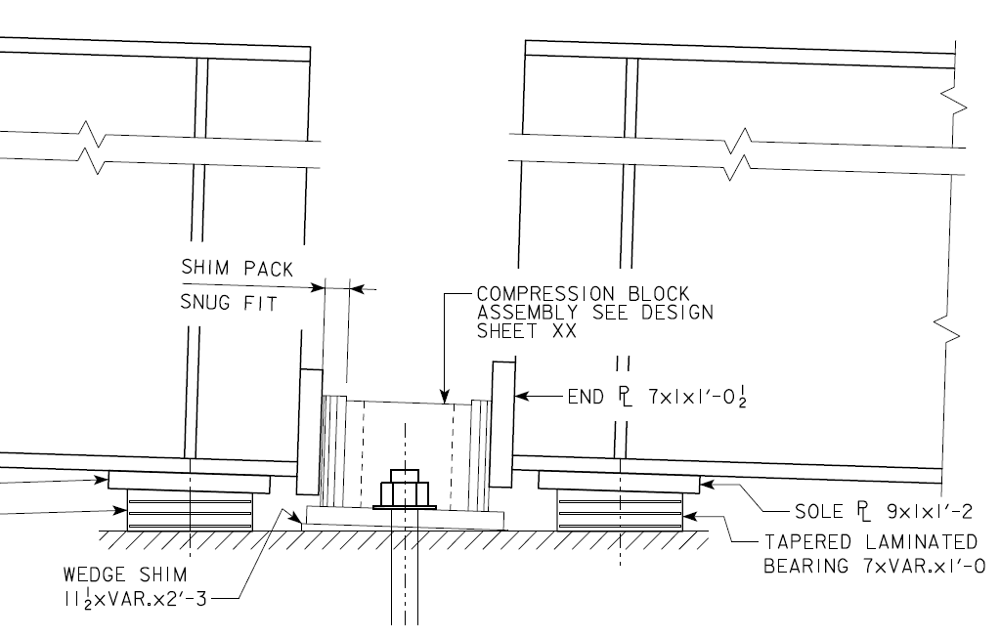 SHIM PACK
SNUG FIT
COMPRESSION BLOCK
ASSEMBLY SEE DESIGN
SHEET XX
END ℄ 7x1x1'-0½
SOLE ℄ 9x1x1'-2
TAPERED LAMINATED
BEARING 7xVAR.x1'-0
WEDGE SHIM
11½xVAR.x2'-3